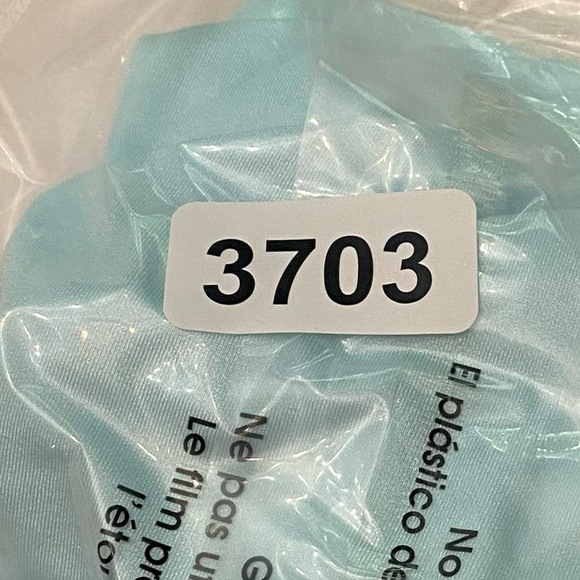 3703
El plástico de
No
Ne pas
Le film